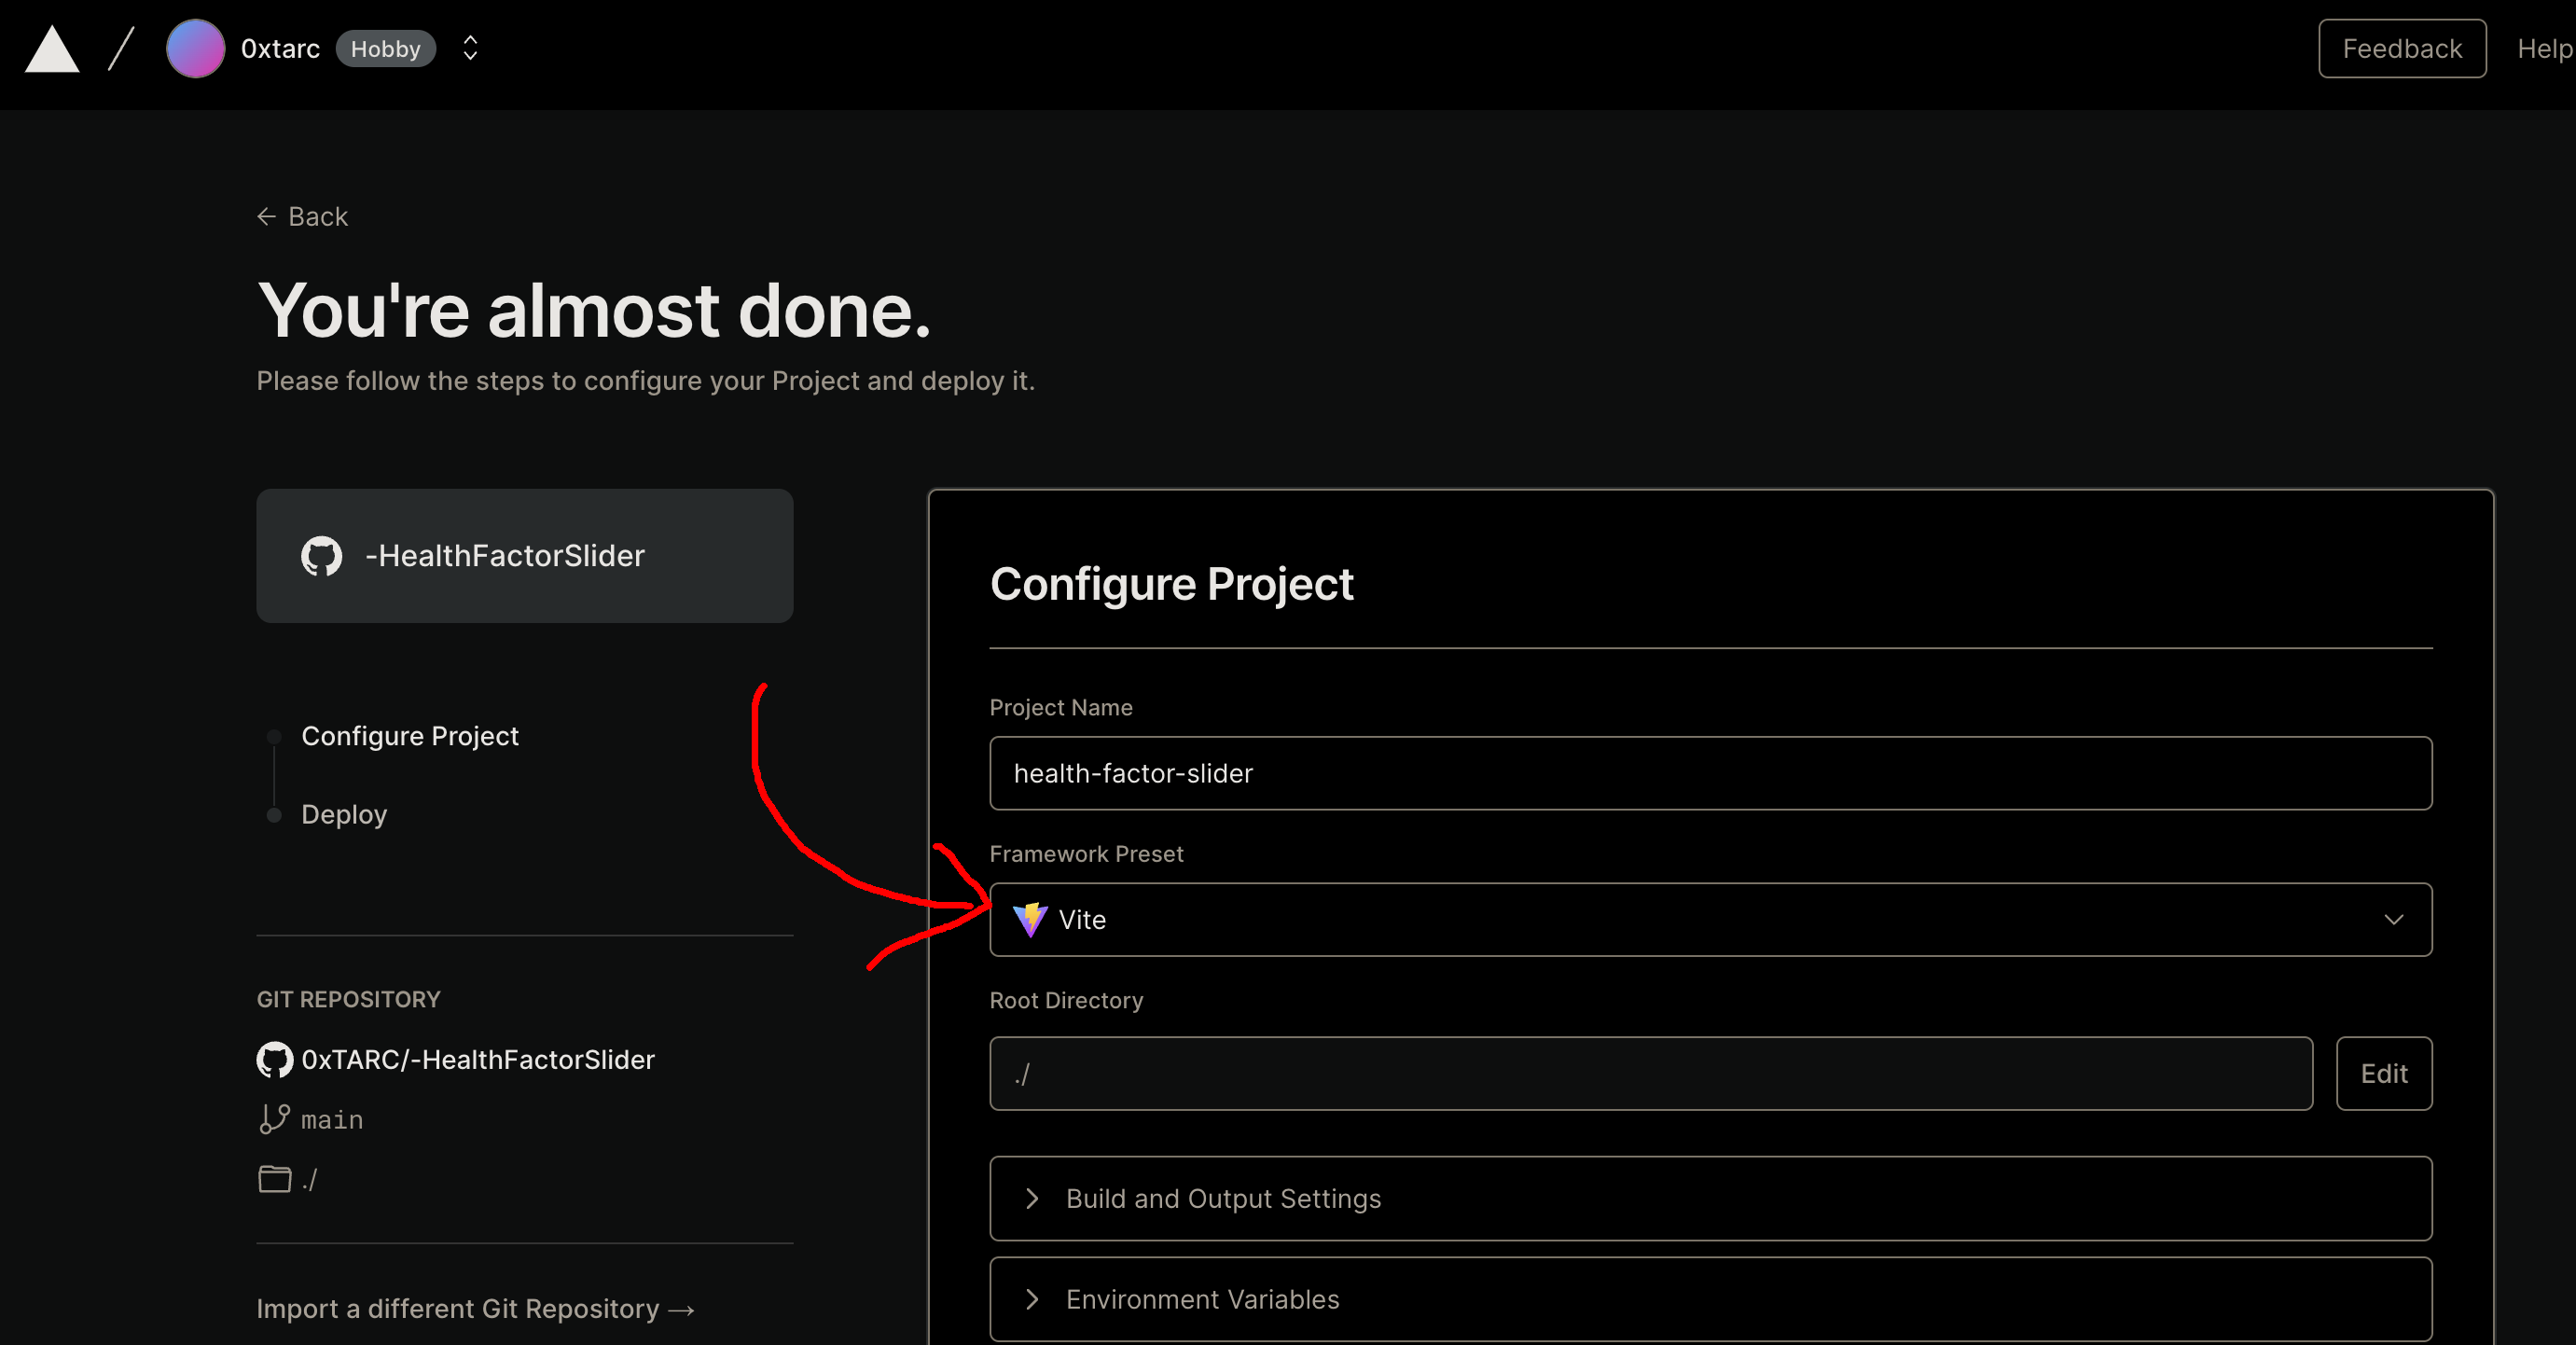 0xtarc Hobby
Feedback
Help
← Back
You're almost done.
Please follow the steps to configure your Project and deploy it.
-HealthFactorSlider
Configure Project
Deploy
GIT REPOSITORY
0xTARC/-HealthFactorSlider
main
./
Import a different Git Repository →
Configure Project
Project Name
health-factor-slider
Framework Preset
Vite
Root Directory
./
Edit
Build and Output Settings
Environment Variables